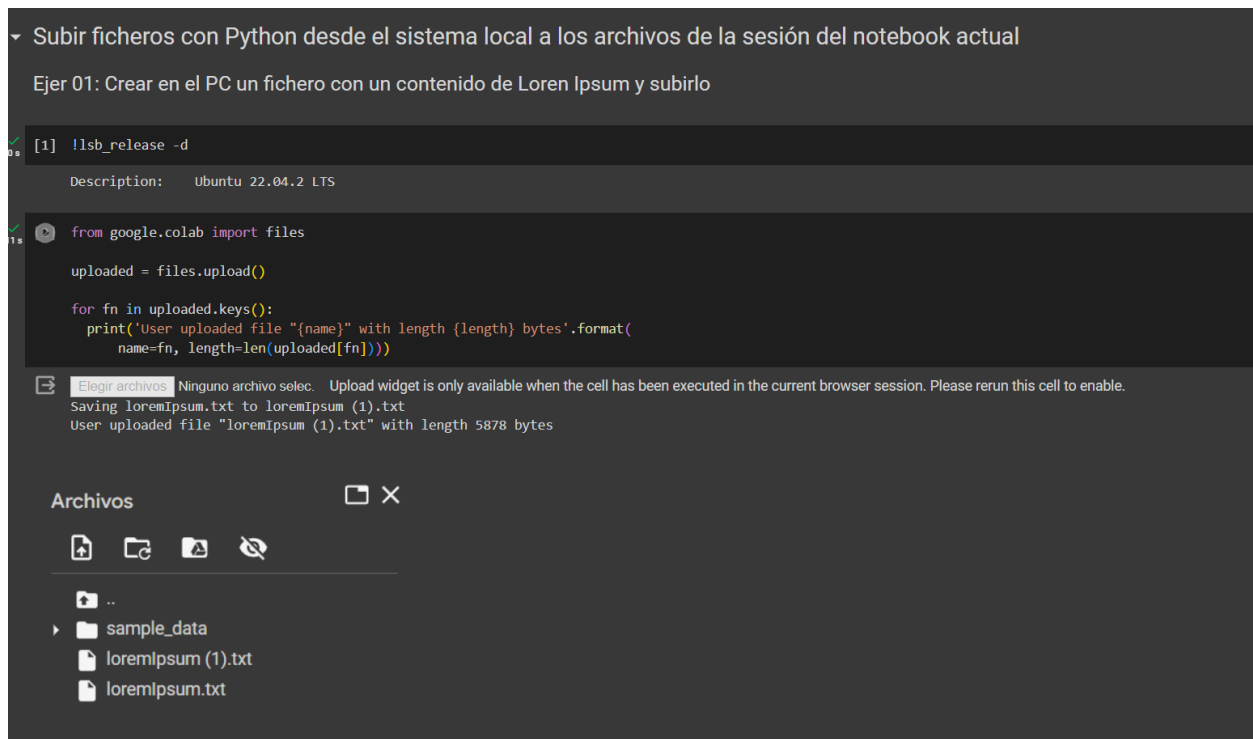 Subir ficheros con Python desde el sistema local a los archivos de la sesión del notebook actual
Ejer 01: Crear en el PC un fichero con un contenido de Loren Ipsum y subirlo
0 s
[1] !lsb_release -d
Description: Ubuntu 22.04.2 LTS
11 s
from google.colab import files
uploaded = files.upload()
for fn in uploaded.keys():
print('User uploaded file "{name}" with length {length} bytes'.format(
name=fn, length=len(uploaded[fn])))
Elegir archivos Ninguno archivo selec. Upload widget is only available when the cell has been executed in the current browser session. Please rerun this cell to enable.
Saving loremIpsum.txt to loremIpsum (1).txt
User uploaded file "loremIpsum (1).txt" with length 5878 bytes
Archivos
..
sample_data
loremIpsum (1).txt
loremIpsum.txt